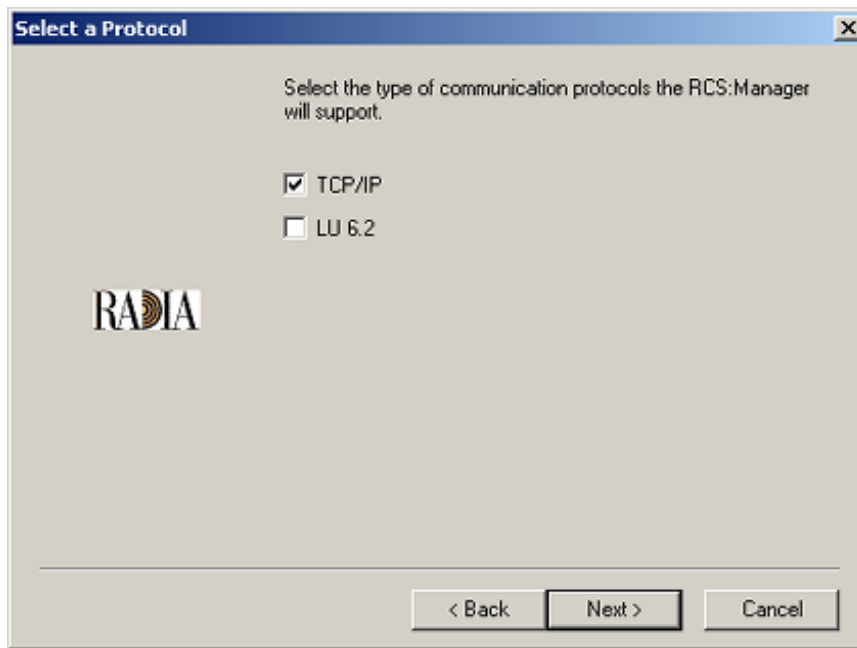 Select a Protocol
Select the type of communication protocols the RCS:Manager
will support.
TCP/IP
LU 6.2
RADIA
< Back
Next >
Cancel